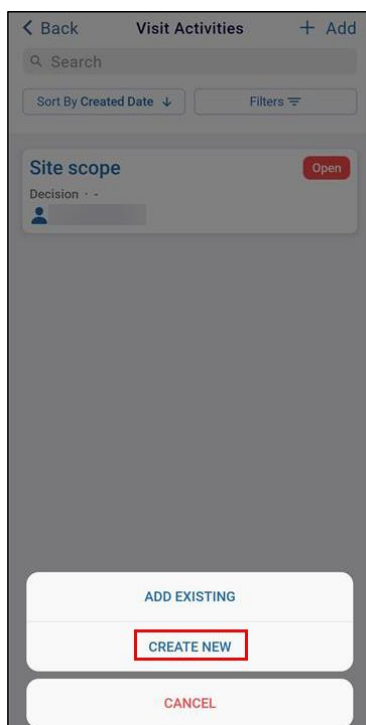 Back Visit Activities + Add
Search
Sort By Created Date ↓ Filters
Site scope Open
Decision · -
ADD EXISTING
CREATE NEW
CANCEL